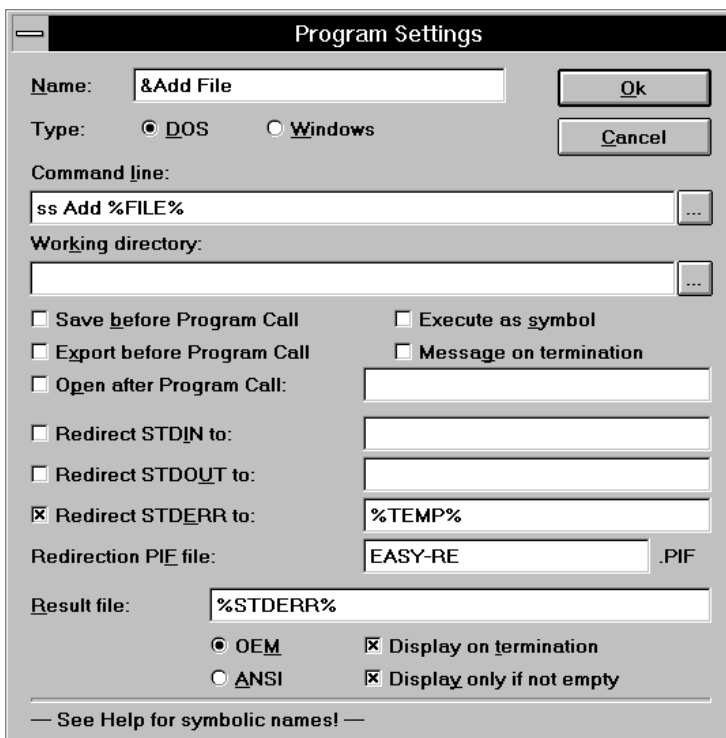 Program Settings
Name: &Add File Ok
Type: DOS Windows Cancel
Command line:
ss Add %FILE% ...
Working directory:
...
Save before Program Call Execute as symbol
Export before Program Call Message on termination
Open after Program Call:
Redirect STDIN to:
Redirect STDOUT to:
Redirect STDERR to: %TEMP%
Redirection PIF file: EASY-RE .PIF
Result file: %STDERR%
OEM Display on termination
ANSI Display only if not empty
— See Help for symbolic names! —